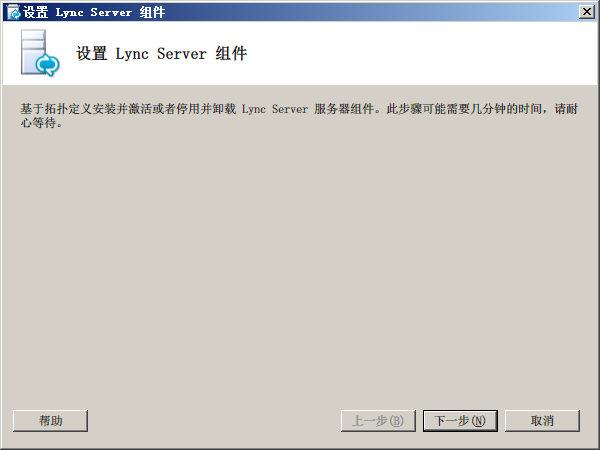 设置 Lync Server 组件
设置 Lync Server 组件
基于拓扑定义安装并激活或者停用并卸载 Lync Server 服务器组件。此步骤可能需要几分钟的时间，请耐
心等待。
帮助
上一步(B)
下一步(N)
取消